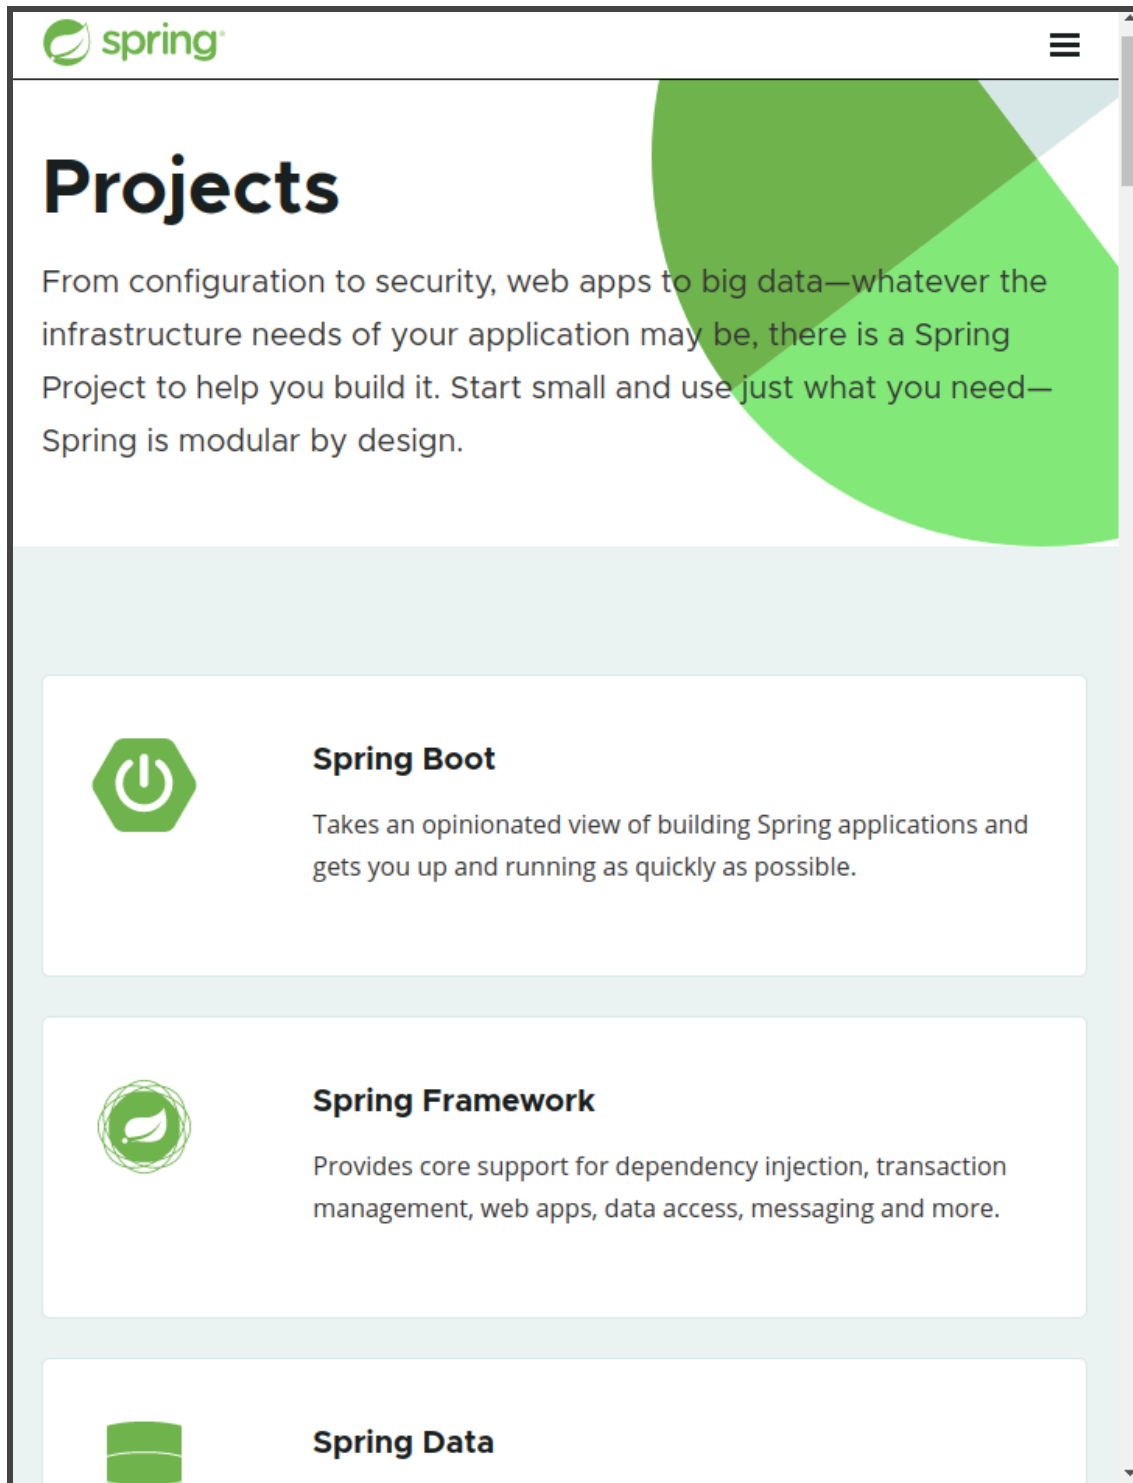 spring
Projects
From configuration to security, web apps to big data—whatever the
infrastructure needs of your application may be, there is a Spring
Project to help you build it. Start small and use just what you need—
Spring is modular by design.
Spring Boot
Takes an opinionated view of building Spring applications and
gets you up and running as quickly as possible.
Spring Framework
Provides core support for dependency injection, transaction
management, web apps, data access, messaging and more.
Spring Data